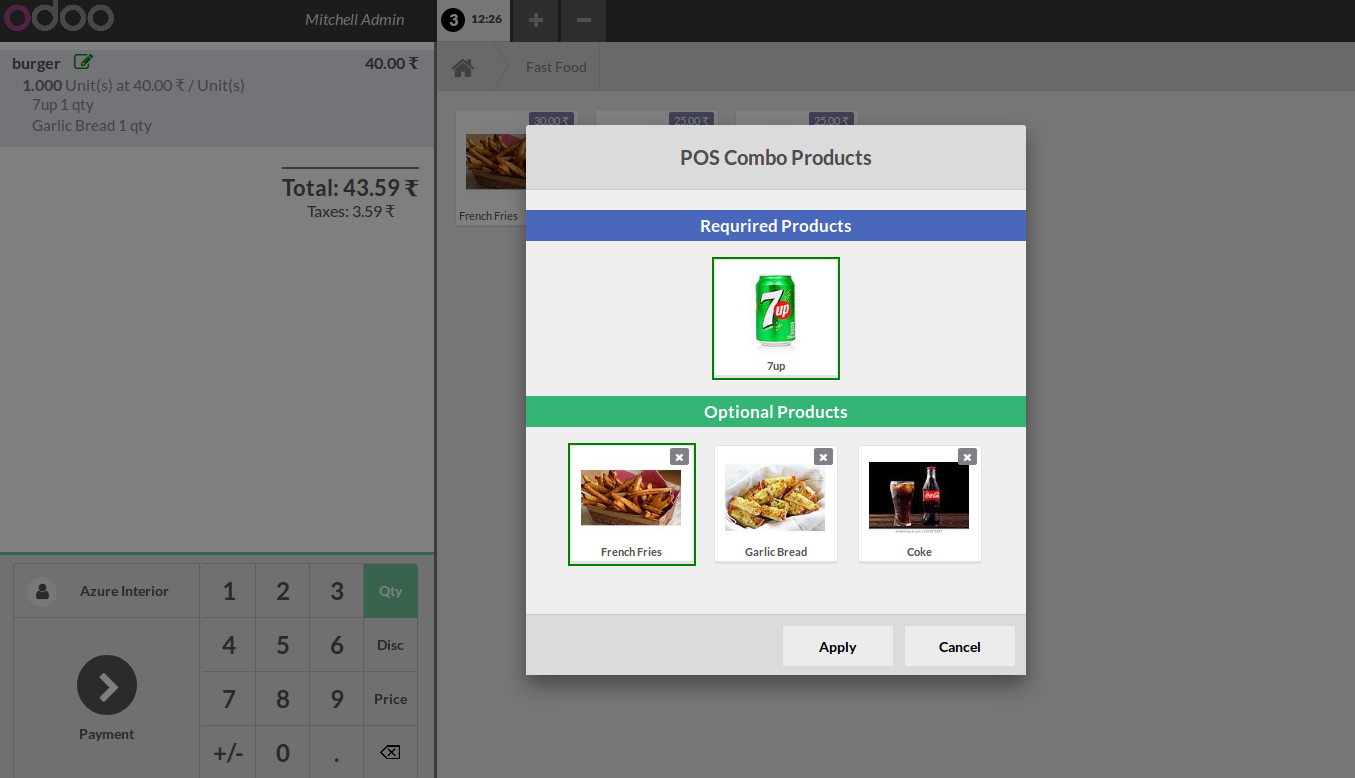 odoo
Mitchell Admin
3 12:26
Fast Food
burger 40.00 ₹
1.000 Unit(s) at 40.00 ₹ / Unit(s)
7up 1 qty
Garlic Bread 1 qty
Total: 43.59 ₹
Taxes: 3.59 ₹
Azure Interior
1 2 3 Qty
4 5 6 Disc
7 8 9 Price
+/- 0 .
Payment
30.00 ₹ 25.00 ₹ 25.00 ₹
French Fries
POS Combo Products
Requrired Products
7up
7up
Optional Products
French Fries Garlic Bread Coke
Apply Cancel